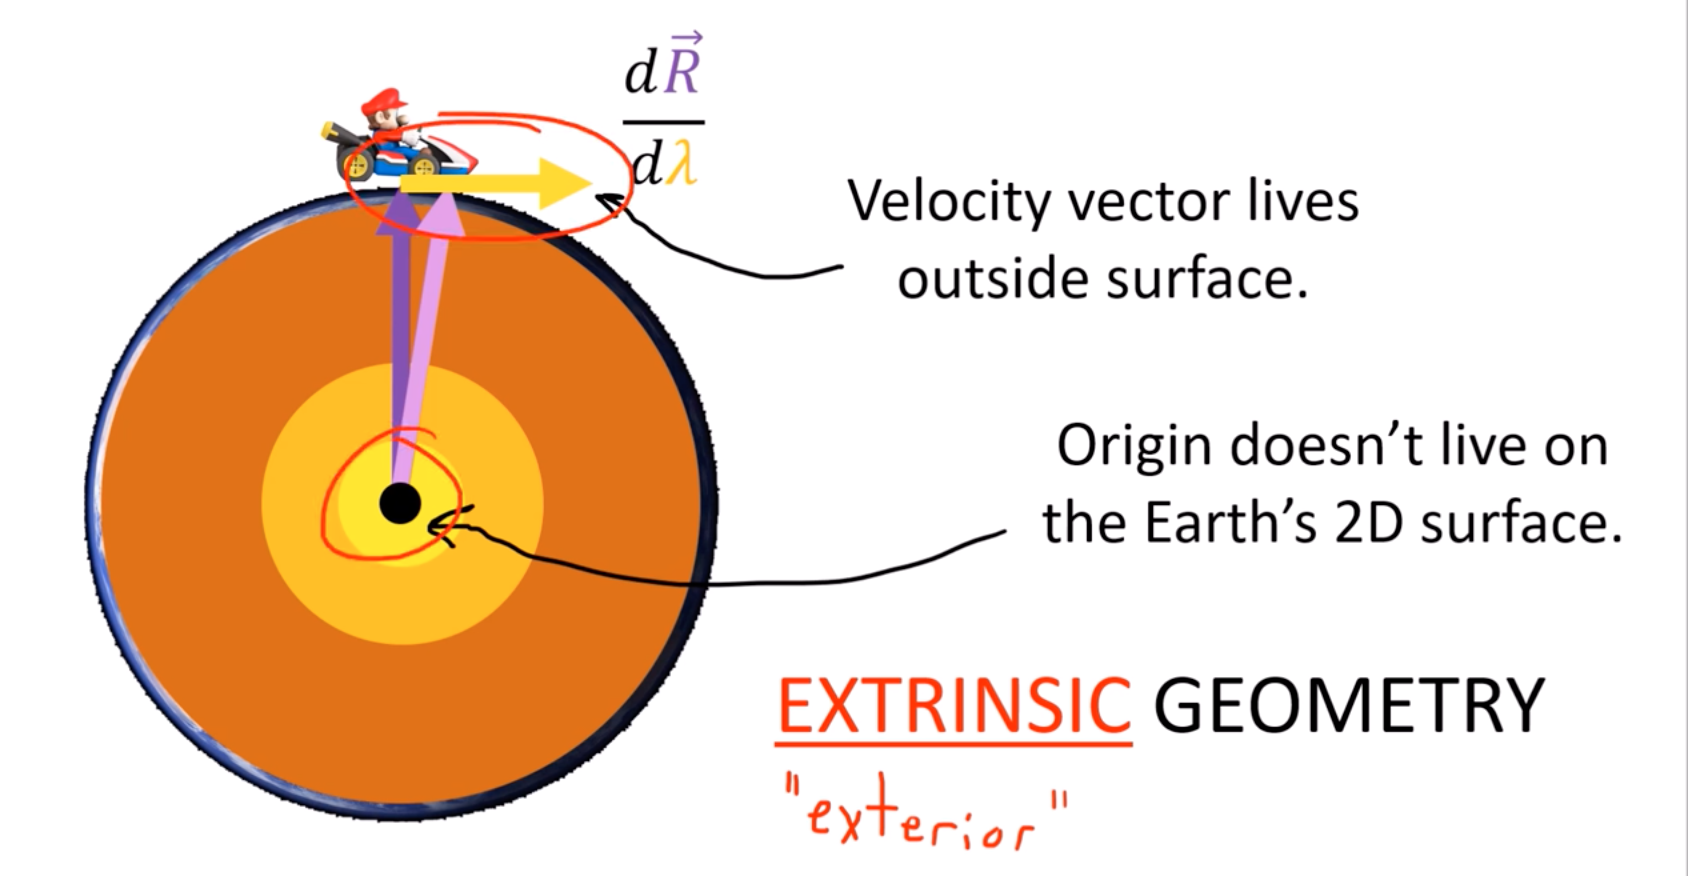 dR⃗
dλ
Velocity vector lives
outside surface.
Origin doesn’t live on
the Earth’s 2D surface.
EXTRINSIC GEOMETRY
"exterior"